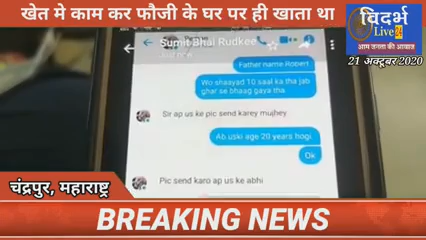 खेत मे काम कर फौजी के घर पर ही खाता था
विदर्भ
Live24
आम जनता की आवाज
21 अक्टूबर 2020
Sumit Bhai Rudkee
Father name Robert
Wo shaayad 10 saal ka tha jab
ghar se bhaag gaya tha
Sir ap us ke pic send karey mujhey
Ab uski age 20 years hogi
Ok
Pic send karo ap us ke abhi
चंद्रपुर, महाराष्ट्र
BREAKING NEWS